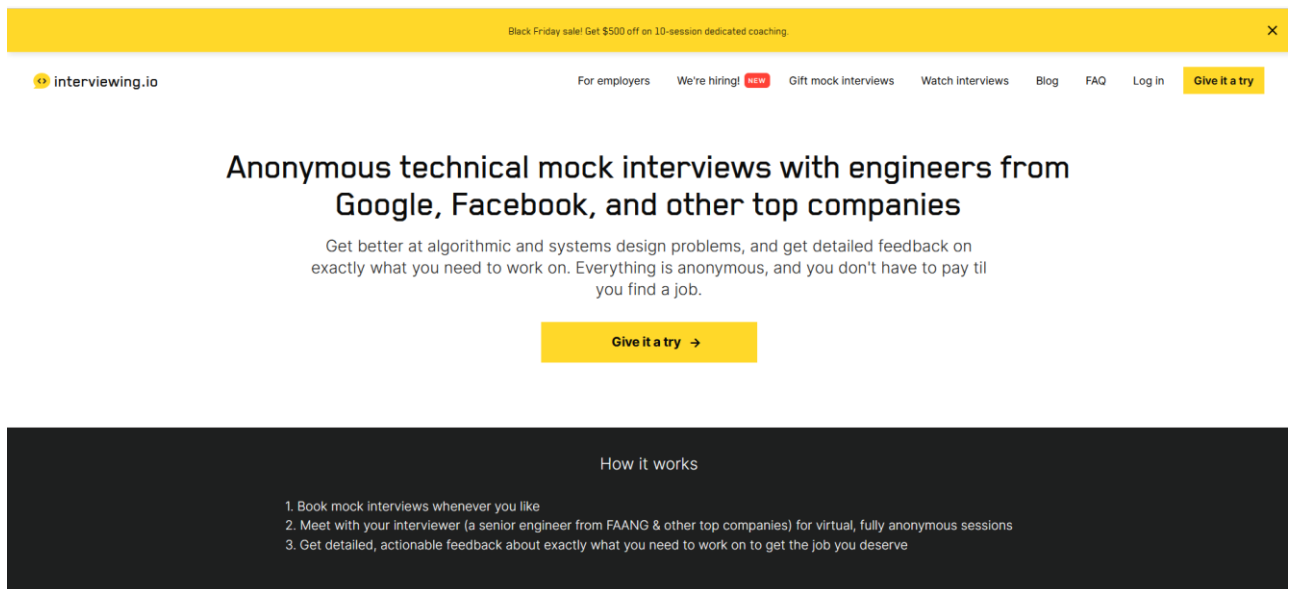 Black Friday sale! Get $500 off on 10-session dedicated coaching.
interviewing.io
For employers We're hiring! NEW Gift mock interviews Watch interviews Blog FAQ Log in Give it a try
Anonymous technical mock interviews with engineers from
Google, Facebook, and other top companies
Get better at algorithmic and systems design problems, and get detailed feedback on
exactly what you need to work on. Everything is anonymous, and you don't have to pay til
you find a job.
Give it a try →
How it works
1. Book mock interviews whenever you like
2. Meet with your interviewer (a senior engineer from FAANG & other top companies) for virtual, fully anonymous sessions
3. Get detailed, actionable feedback about exactly what you need to work on to get the job you deserve